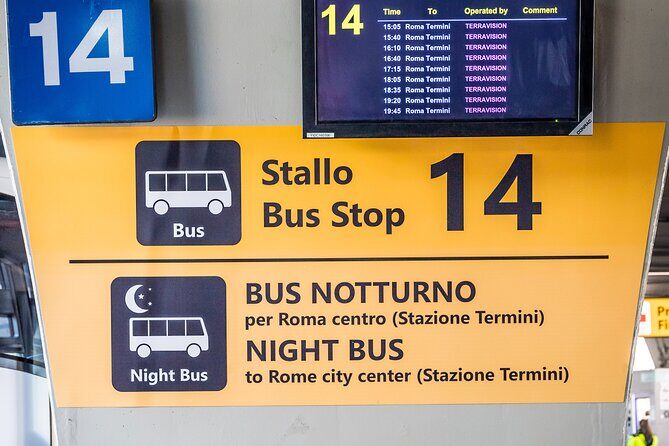 14
14
Time To Operated by Comment
15:05 Roma Termini TERRAVISION
15:40 Roma Termini TERRAVISION
16:10 Roma Termini TERRAVISION
16:40 Roma Termini TERRAVISION
17:15 Roma Termini TERRAVISION
18:05 Roma Termini TERRAVISION
18:35 Roma Termini TERRAVISION
19:20 Roma Termini TERRAVISION
19:45 Roma Termini TERRAVISION
Bus
Stallo
Bus Stop
14
Night Bus
BUS NOTTURNO
per Roma centro (Stazione Termini)
NIGHT BUS
to Rome city center (Stazione Termini)